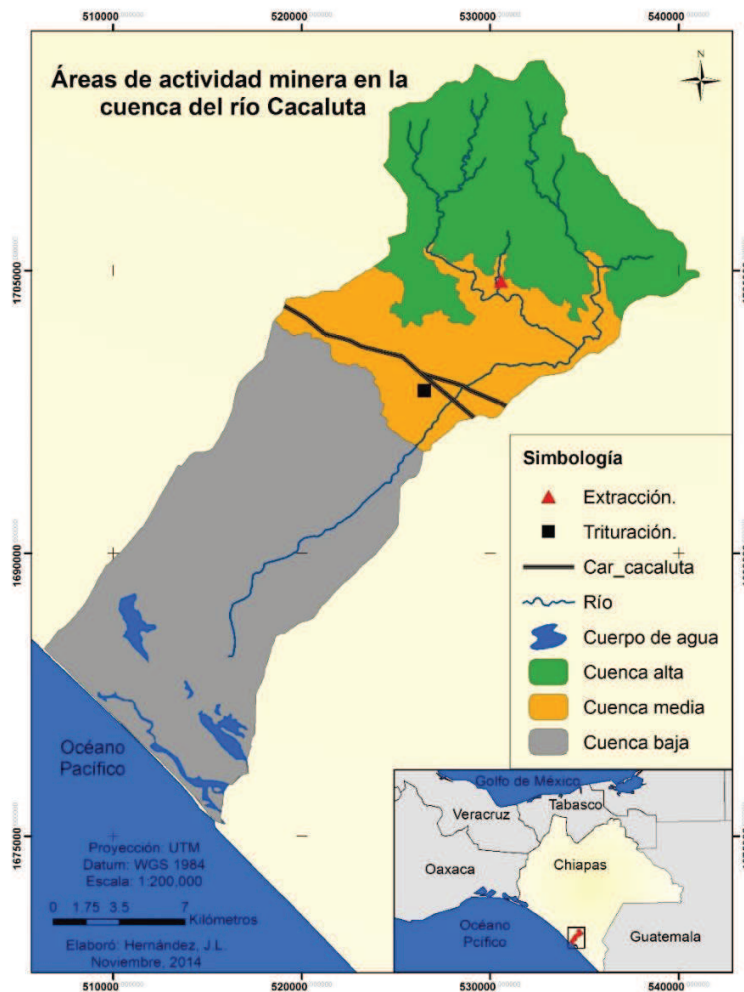 510000
520000
530000
540000
Áreas de actividad minera en la
cuenca del río Cacaluta
N
1705000
1690000
1675000
Simbología
Extracción.
Trituración.
Car_cacaluta
Río
Cuerpo de agua
Cuenca alta
Cuenca media
Cuenca baja
Océano
Pacífico
Proyección: UTM
Datum: WGS 1984
Escala: 1:200,000
0 1.75 3.5 7
Kilómetros
Elaboró: Hernández, J.L.
Noviembre, 2014
Golfo de México
Veracruz
Tabasco
Oaxaca
Chiapas
Océano
Pcífico
Guatemala
510000
520000
530000
540000